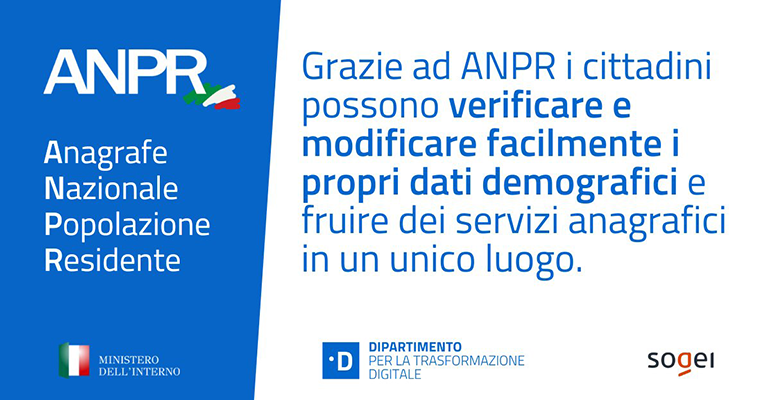 ANPR
Anagrafe
Nazionale
Popolazione
Residente
MINISTERO
DELL'INTERNO
Grazie ad ANPR i cittadini
possono verificare e
modificare facilmente i
propri dati demografici e
fruire dei servizi anagrafici
in un unico luogo.
D
DIPARTIMENTO
PER LA TRASFORMAZIONE
DIGITALE
sogei